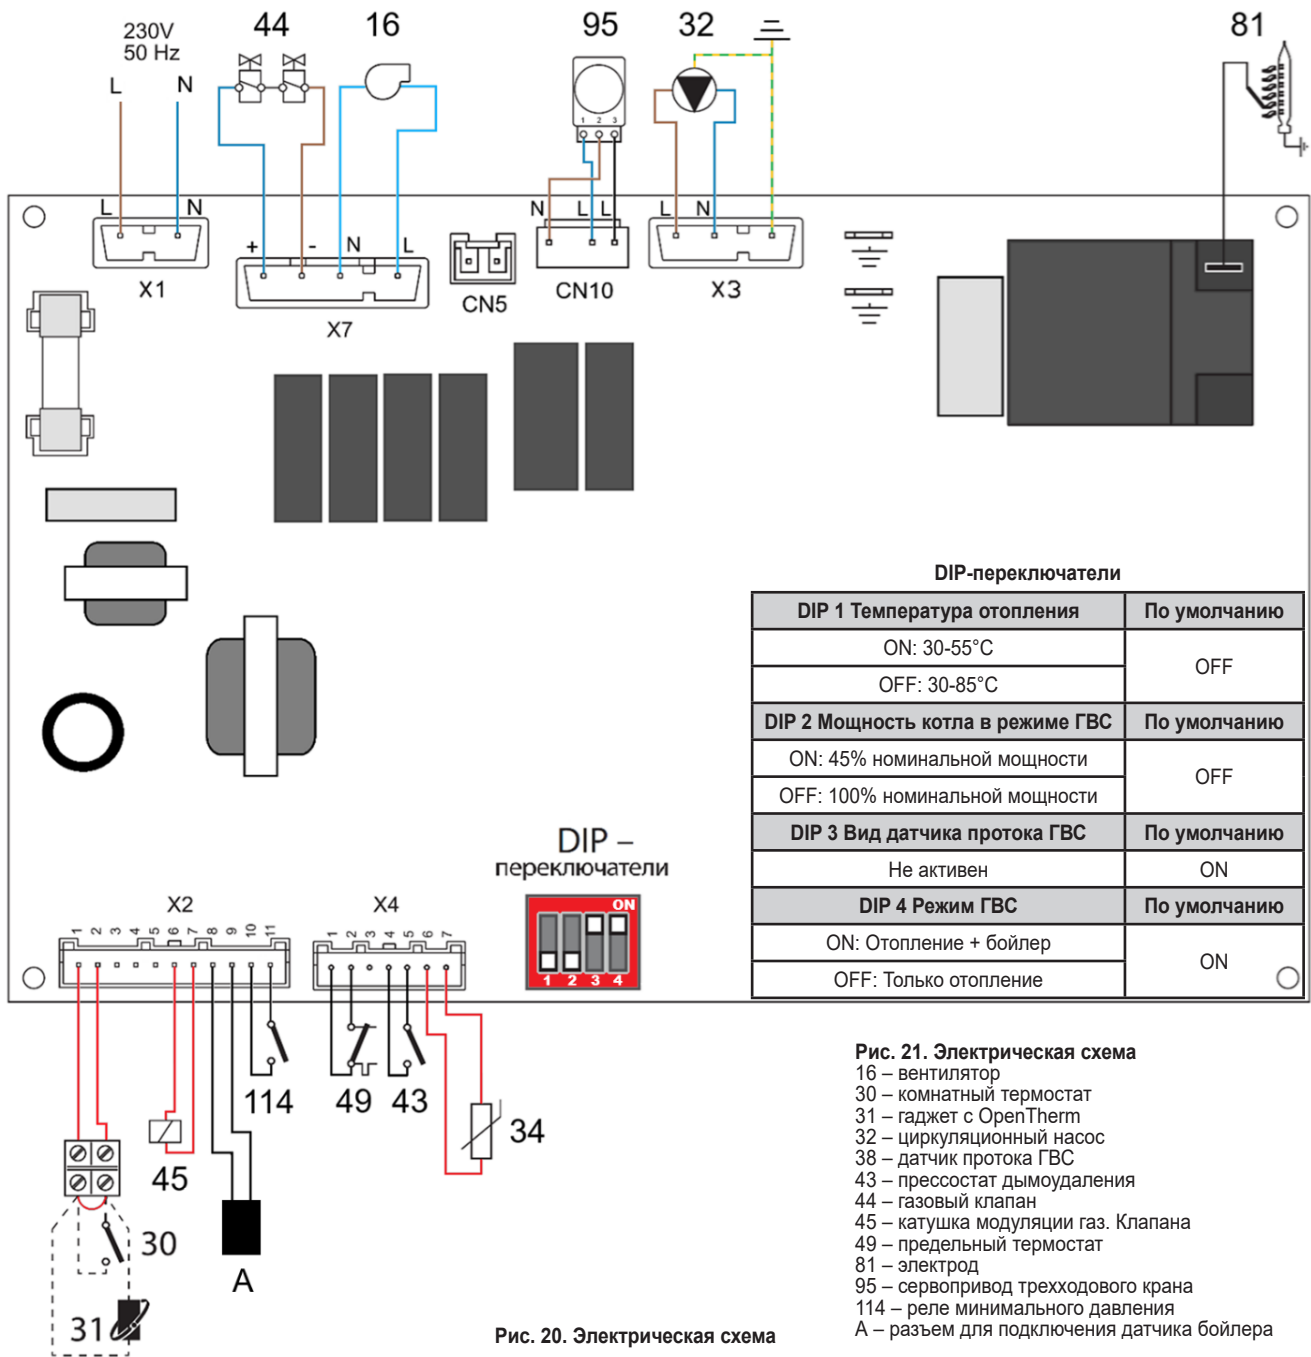 230V
50 Hz
44
16
95
32
81
L
N
1 2 3
L
N
+
-
N
L
N
L
L
L
N
X1
X7
CN5
CN10
X3
DIP-переключатели
DIP 1 Температура отопления
По умолчанию
ON: 30-55°C
OFF
OFF: 30-85°C
DIP 2 Мощность котла в режиме ГВС
По умолчанию
ON: 45% номинальной мощности
OFF
OFF: 100% номинальной мощности
DIP 3 Вид датчика протока ГВС
По умолчанию
Не активен
ON
DIP 4 Режим ГВС
По умолчанию
ON: Отопление + бойлер
ON
OFF: Только отопление
DIP –
переключатели
ON
1 2 3 4
X2
1 2 3 4 5 6 7 8 9 10 11
X4
1 2 3 4 5 6 7
114
49
43
34
45
30
A
31
Рис. 21. Электрическая схема
16 – вентилятор
30 – комнатный термостат
31 – гаджет с OpenTherm
32 – циркуляционный насос
38 – датчик протока ГВС
43 – прессостат дымоудаления
44 – газовый клапан
45 – катушка модуляции газ. Клапана
49 – предельный термостат
81 – электрод
95 – сервопривод трехходового крана
114 – реле минимального давления
A – разъем для подключения датчика бойлера
Рис. 20. Электрическая схема